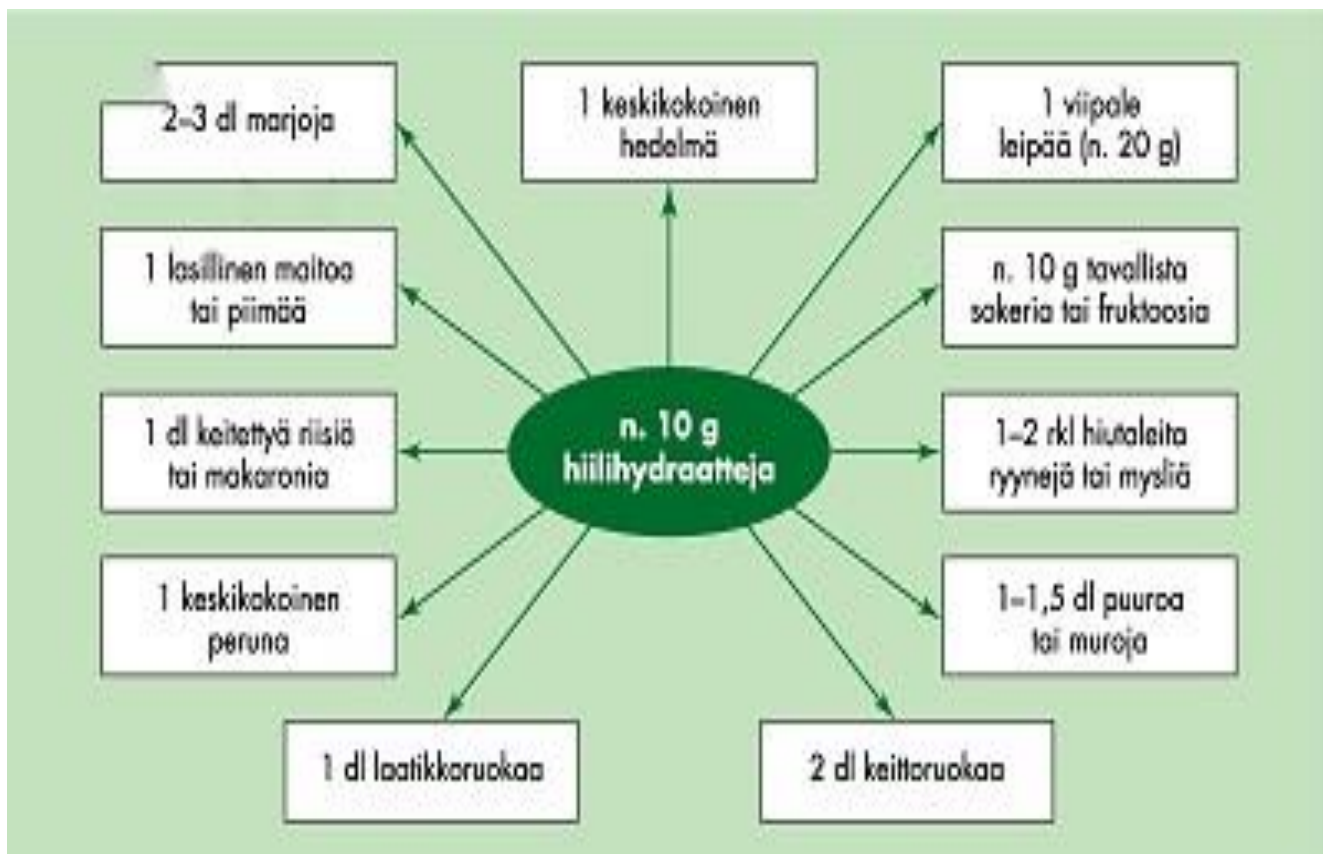 2–3 dl marjoja
1 keskikokoinen
hedelmä
1 viipale
leipää (n. 20 g)
1 lasillinen maitoa
tai piimää
n. 10 g tavallista
sokeria tai fruktoosia
1 dl keitettyä riisiä
tai makaronia
n. 10 g
hiilihydraatteja
1–2 rkl hiutaleita
ryynejä tai mysliä
1 keskikokoinen
peruna
1–1,5 dl puuroa
tai muroja
1 dl laatikkoruokaa
2 dl keittoruokaa